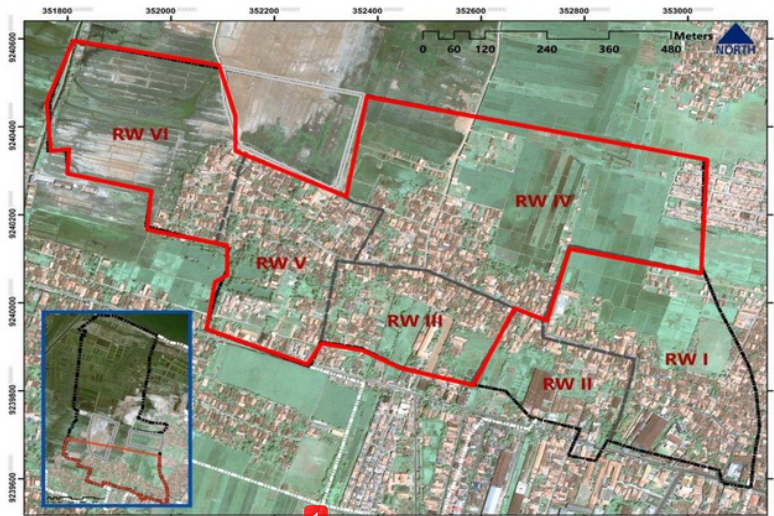 351800 352000 352200 352400 352600 352800 353000
9240600
Meters
0 60 120 240 360 480
NORTH
RW VI
9240400
RW IV
9240200
RW V
9240000
RW III
RW I
RW II
9239800
9239600